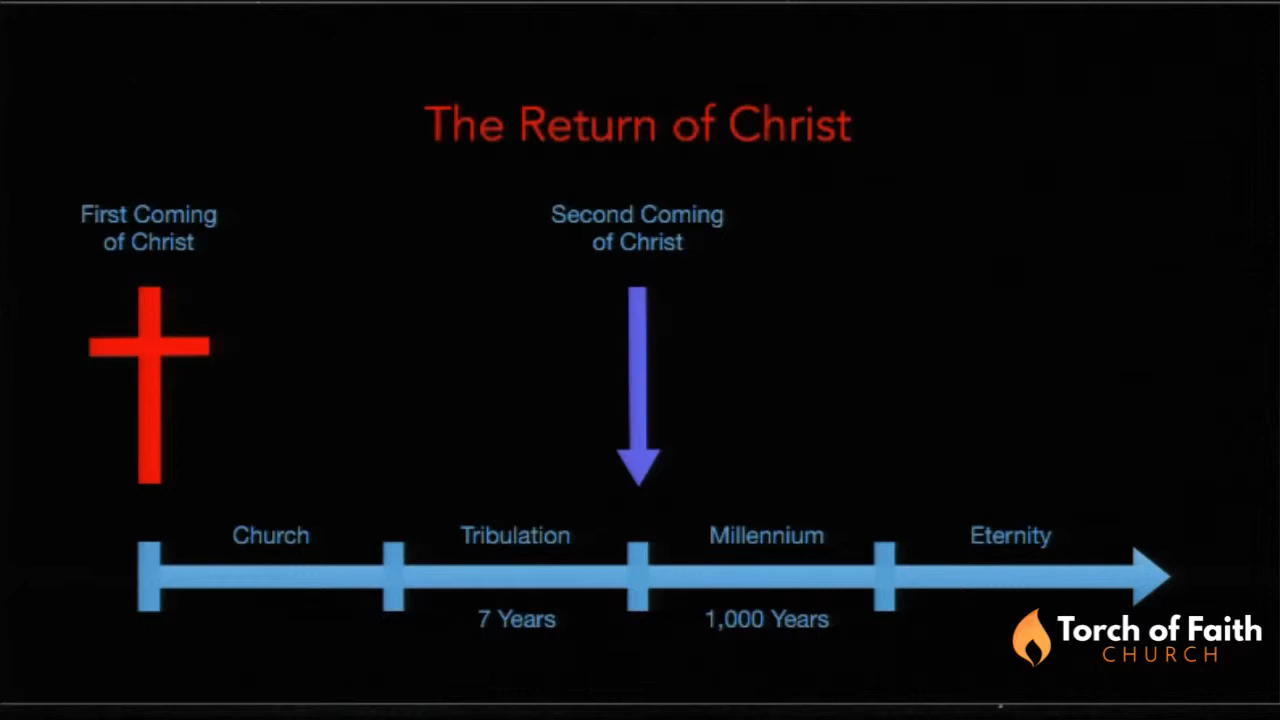 The Return of Christ
First Coming
of Christ
Second Coming
of Christ
Church
Tribulation
Millennium
Eternity
7 Years
1,000 Years
Torch of Faith
CHURCH